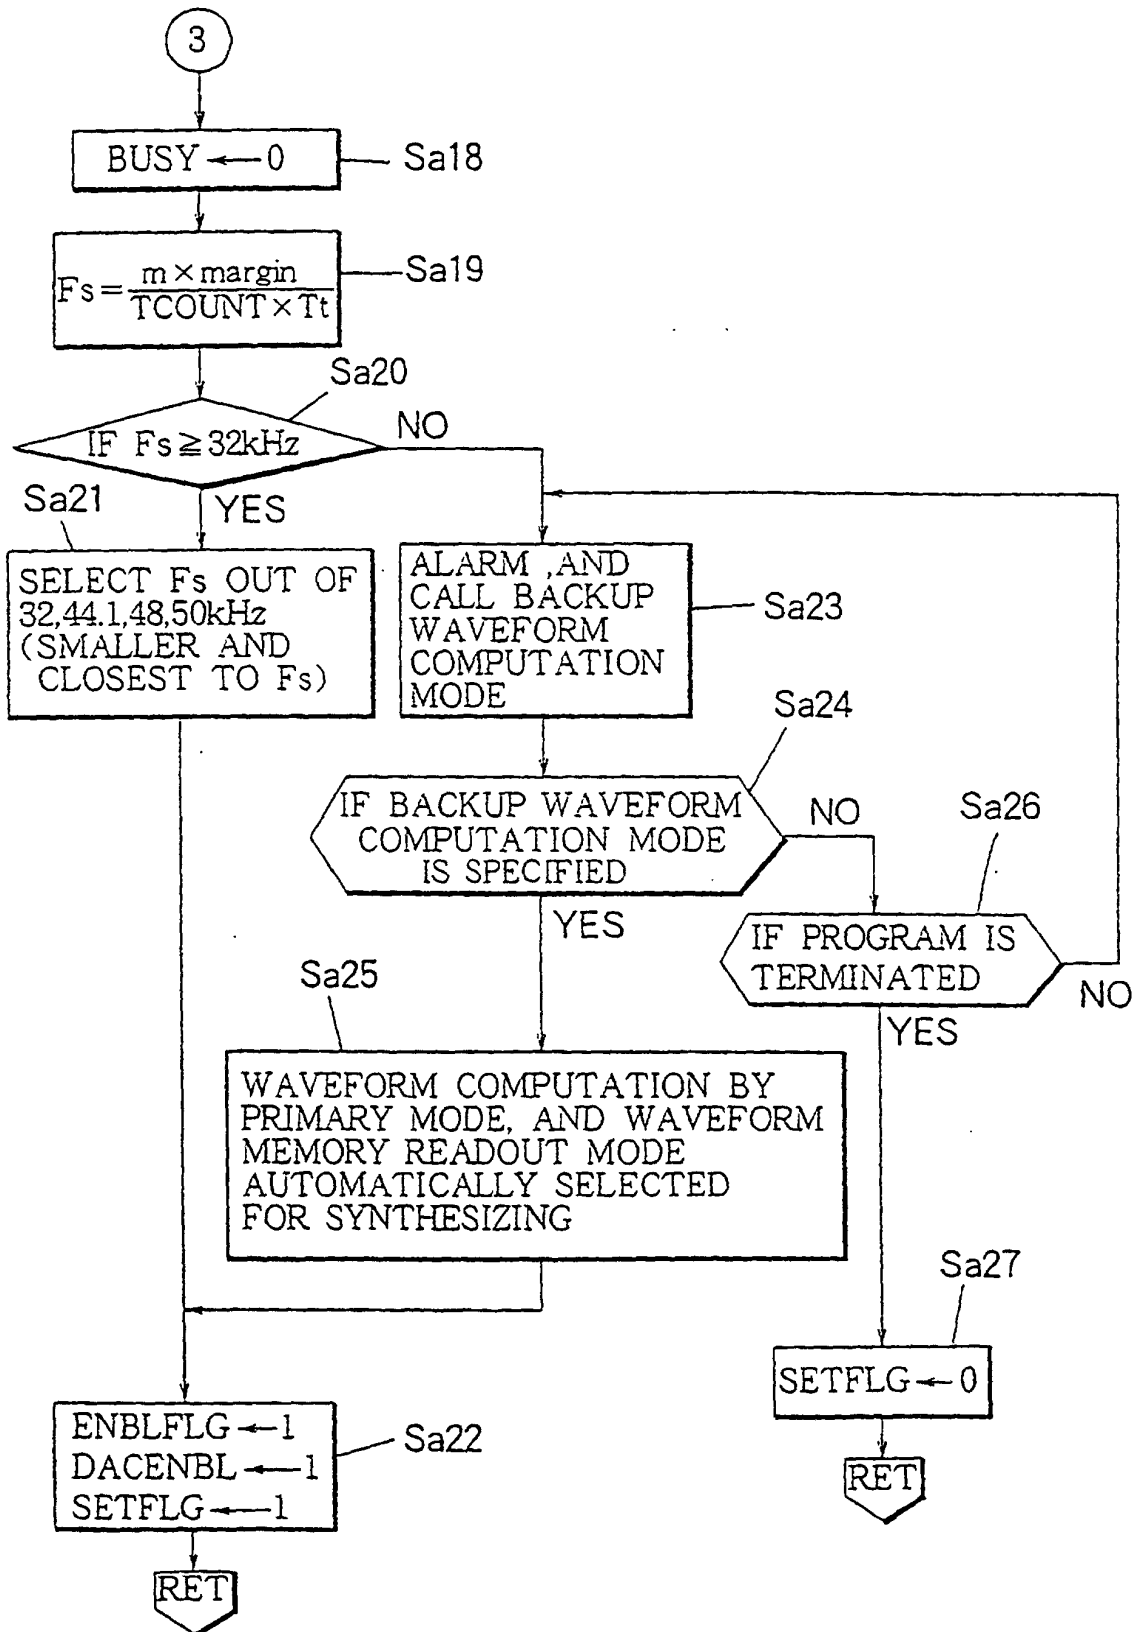 3
BUSY ← 0
Sa18
Fs = m × margin / TCOUNT × Tt
Sa19
Sa20
IF Fs ≧ 32kHz
NO
YES
Sa21
SELECT Fs OUT OF
32,44.1,48,50kHz
(SMALLER AND
CLOSEST TO Fs)
ALARM ,AND
CALL BACKUP
WAVEFORM
COMPUTATION
MODE
Sa23
Sa24
IF BACKUP WAVEFORM
COMPUTATION MODE
IS SPECIFIED
NO
YES
Sa26
IF PROGRAM IS
TERMINATED
NO
YES
Sa25
WAVEFORM COMPUTATION BY
PRIMARY MODE, AND WAVEFORM
MEMORY READOUT MODE
AUTOMATICALLY SELECTED
FOR SYNTHESIZING
Sa27
SETFLG ← 0
RET
ENBLFLG ← 1
DACENBL ← 1
SETFLG ← 1
Sa22
RET